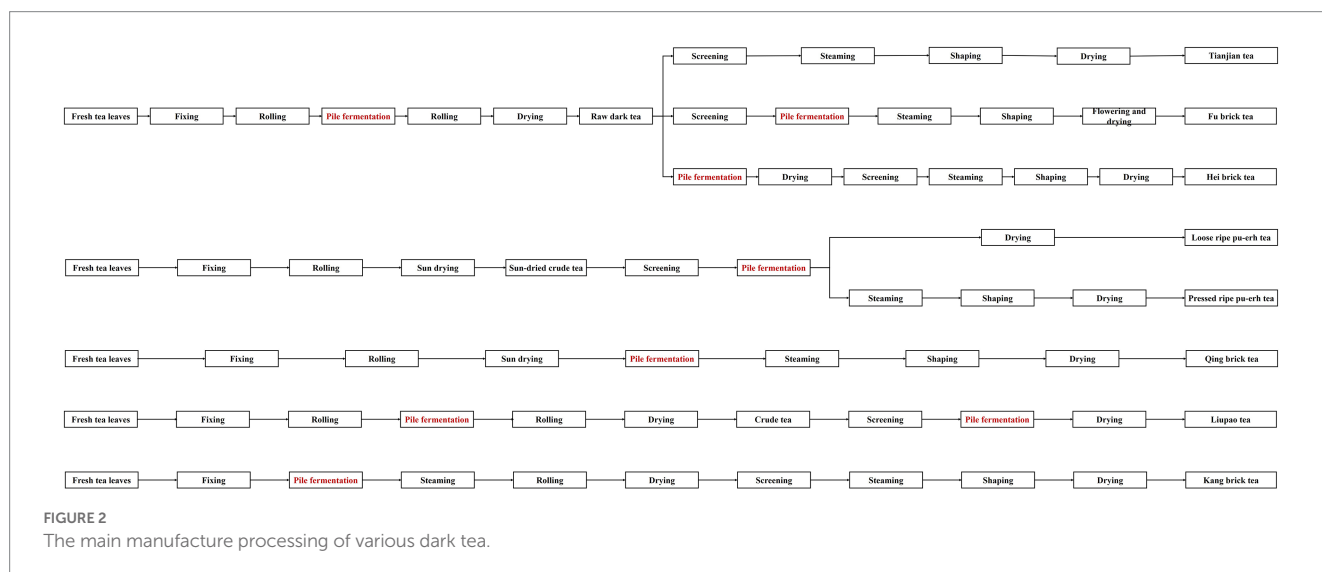 Screening Steaming Shaping Drying Tianjian tea
Fresh tea leaves Fixing Rolling Pile fermentation Rolling Drying Raw dark tea Screening Pile fermentation Steaming Shaping Flowering and drying Fu brick tea
Pile fermentation Drying Screening Steaming Shaping Drying Hei brick tea
Drying Loose ripe pu-erh tea
Fresh tea leaves Fixing Rolling Sun drying Sun-dried crude tea Screening Pile fermentation
Steaming Shaping Drying Pressed ripe pu-erh tea
Fresh tea leaves Fixing Rolling Sun drying Pile fermentation Steaming Shaping Drying Qing brick tea
Fresh tea leaves Fixing Rolling Pile fermentation Rolling Drying Crude tea Screening Pile fermentation Drying Liupao tea
Fresh tea leaves Fixing Pile fermentation Steaming Rolling Drying Screening Steaming Shaping Drying Kang brick tea
FIGURE 2
The main manufacture processing of various dark tea.